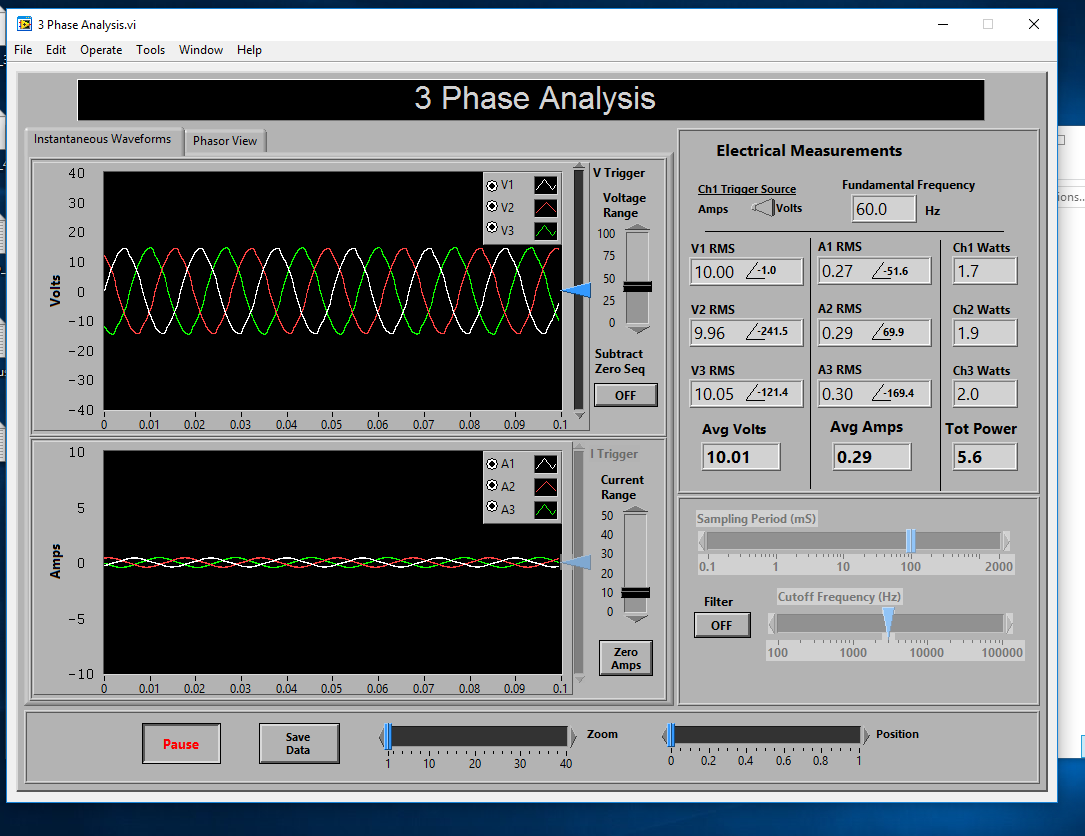 3 Phase Analysis.vi
File Edit Operate Tools Window Help
3 Phase Analysis
Instantaneous Waveforms
Phasor View
40
30
20
10
0
-10
-20
-30
-40
Volts
0 0.01 0.02 0.03 0.04 0.05 0.06 0.07 0.08 0.09 0.1
V1
V2
V3
V Trigger
Voltage
Range
100
75
50
25
0
Subtract
Zero Seq
OFF
10
5
0
-5
-10
Amps
0 0.01 0.02 0.03 0.04 0.05 0.06 0.07 0.08 0.09 0.1
A1
A2
A3
I Trigger
Current
Range
50
40
30
20
10
0
Zero
Amps
Electrical Measurements
Ch1 Trigger Source
Amps Volts
Fundamental Frequency
60.0 Hz
V1 RMS
10.00 -1.0
V2 RMS
9.96 -241.5
V3 RMS
10.05 -121.4
Avg Volts
10.01
A1 RMS
0.27 -51.6
A2 RMS
0.29 69.9
A3 RMS
0.30 -169.4
Avg Amps
0.29
Ch1 Watts
1.7
Ch2 Watts
1.9
Ch3 Watts
2.0
Tot Power
5.6
Sampling Period (mS)
0.1 1 10 100 2000
Filter
OFF
Cutoff Frequency (Hz)
100 1000 10000 100000
Pause
Save
Data
Zoom
1 10 20 30 40
Position
0 0.2 0.4 0.6 0.8 1